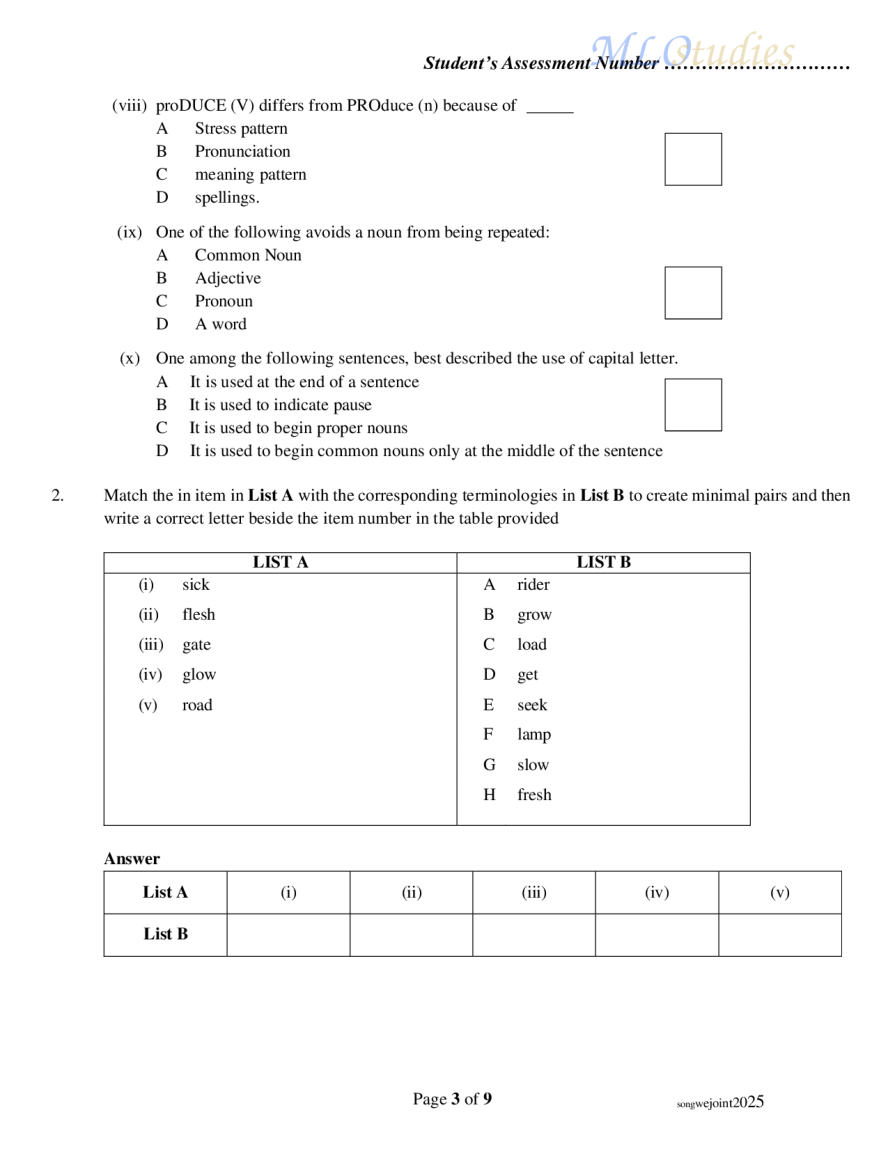 ML Studies
Student's Assessment Number ...............................
(viii) proDUCE (V) differs from PROduce (n) because of ______
A Stress pattern
B Pronunciation
C meaning pattern
D spellings.
(ix) One of the following avoids a noun from being repeated:
A Common Noun
B Adjective
C Pronoun
D A word
(x) One among the following sentences, best described the use of capital letter.
A It is used at the end of a sentence
B It is used to indicate pause
C It is used to begin proper nouns
D It is used to begin common nouns only at the middle of the sentence
2. Match the in item in List A with the corresponding terminologies in List B to create minimal pairs and then
write a correct letter beside the item number in the table provided
LIST A LIST B
(i) sick A rider
(ii) flesh B grow
(iii) gate C load
(iv) glow D get
(v) road E seek
F lamp
G slow
H fresh
Answer
List A (i) (ii) (iii) (iv) (v)
List B
Page 3 of 9
songwejoint2025